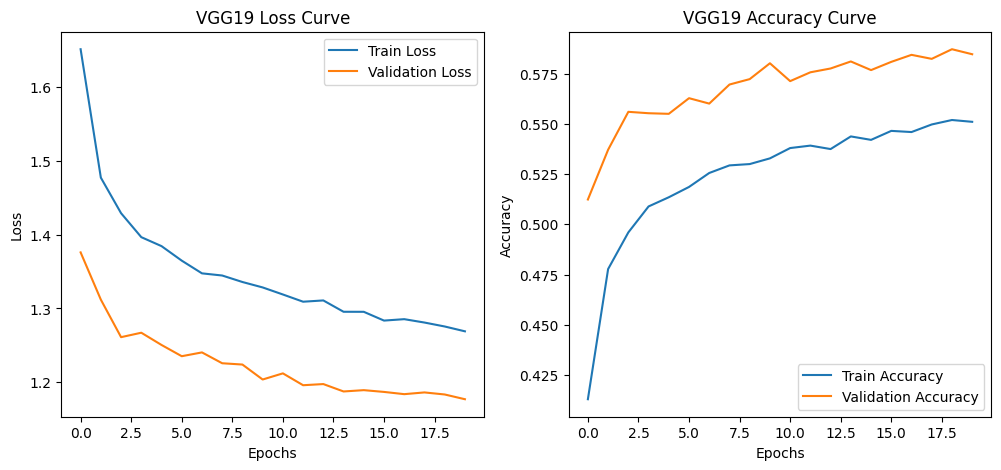 VGG19 Loss Curve
Train Loss
Validation Loss
1.6
1.5
1.4
1.3
1.2
Loss
0.0 2.5 5.0 7.5 10.0 12.5 15.0 17.5
Epochs
VGG19 Accuracy Curve
0.575
0.550
0.525
0.500
0.475
0.450
0.425
Accuracy
Train Accuracy
Validation Accuracy
0.0 2.5 5.0 7.5 10.0 12.5 15.0 17.5
Epochs